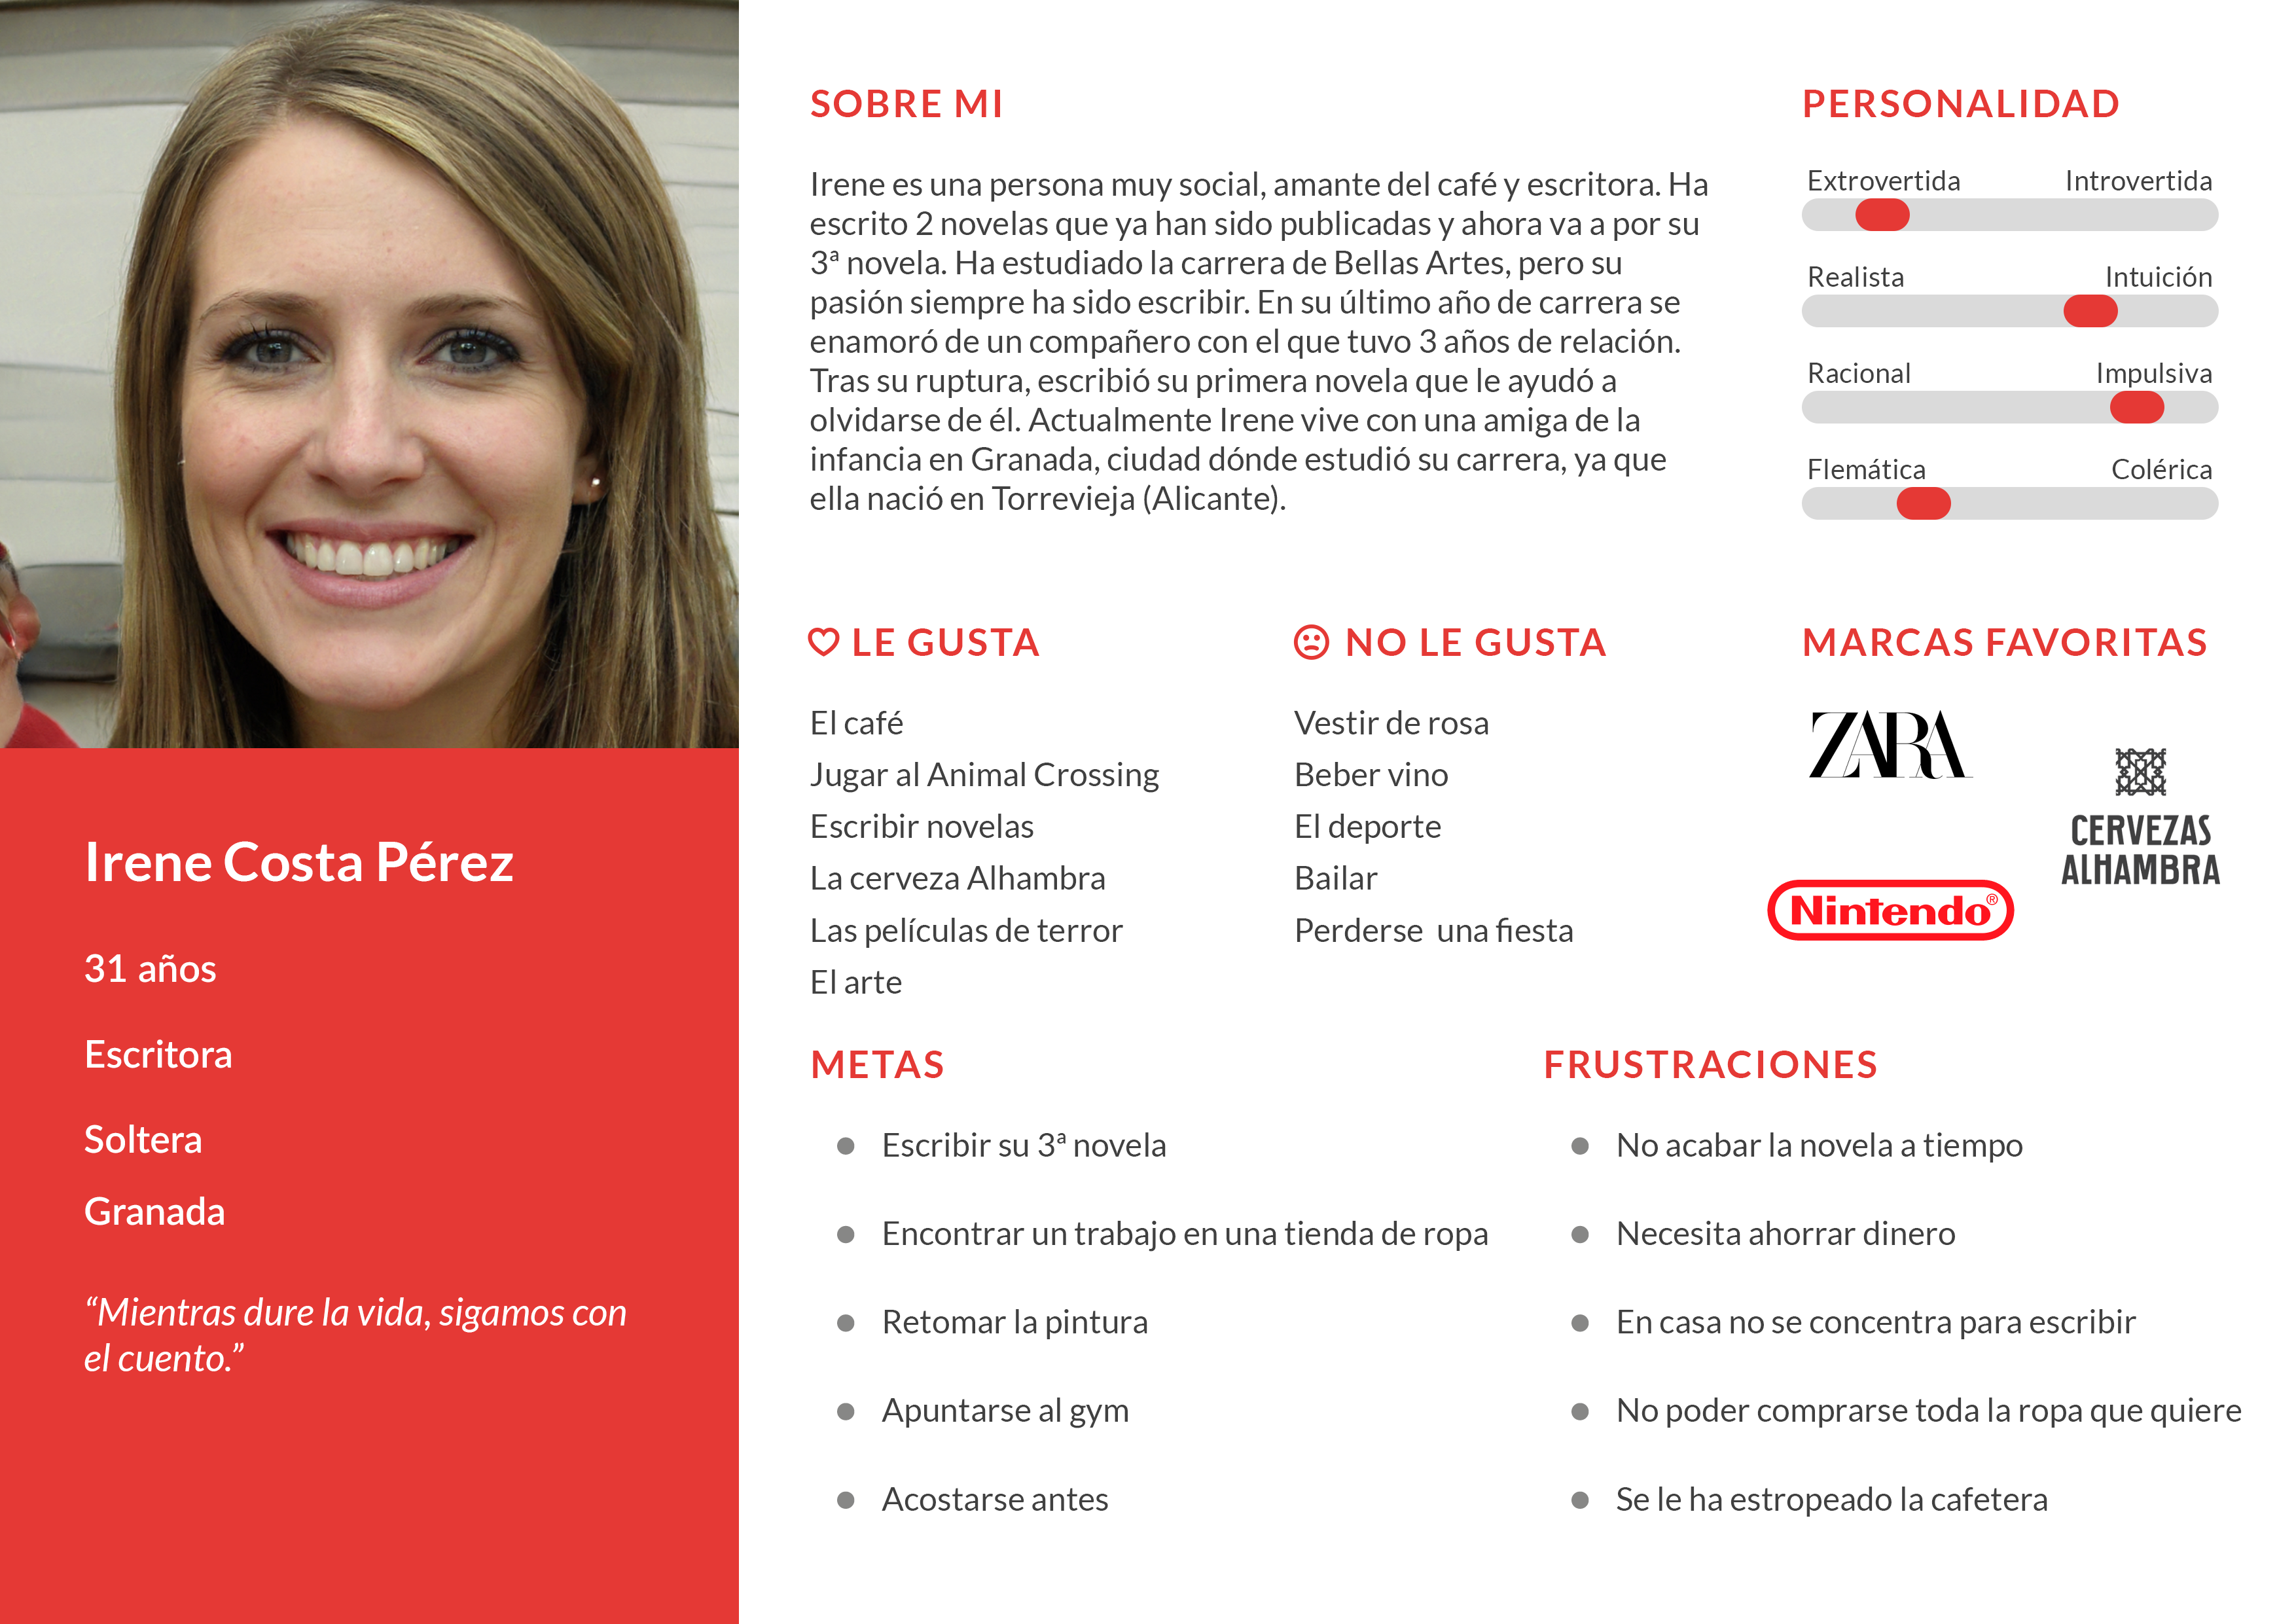 Irene Costa Pérez
31 años
Escritora
Soltera
Granada
“Mientras dure la vida, sigamos con
el cuento.”
SOBRE MI
Irene es una persona muy social, amante del café y escritora. Ha
escrito 2 novelas que ya han sido publicadas y ahora va a por su
3ª novela. Ha estudiado la carrera de Bellas Artes, pero su
pasión siempre ha sido escribir. En su último año de carrera se
enamoró de un compañero con el que tuvo 3 años de relación.
Tras su ruptura, escribió su primera novela que le ayudó a
olvidarse de él. Actualmente Irene vive con una amiga de la
infancia en Granada, ciudad dónde estudió su carrera, ya que
ella nació en Torrevieja (Alicante).
PERSONALIDAD
Extrovertida Introvertida
Realista Intuición
Racional Impulsiva
Flemática Colérica
LE GUSTA
El café
Jugar al Animal Crossing
Escribir novelas
La cerveza Alhambra
Las películas de terror
El arte
NO LE GUSTA
Vestir de rosa
Beber vino
El deporte
Bailar
Perderse una fiesta
MARCAS FAVORITAS
ZARA
CERVEZAS
ALHAMBRA
Nintendo®
METAS
Escribir su 3ª novela
Encontrar un trabajo en una tienda de ropa
Retomar la pintura
Apuntarse al gym
Acostarse antes
FRUSTRACIONES
No acabar la novela a tiempo
Necesita ahorrar dinero
En casa no se concentra para escribir
No poder comprarse toda la ropa que quiere
Se le ha estropeado la cafetera